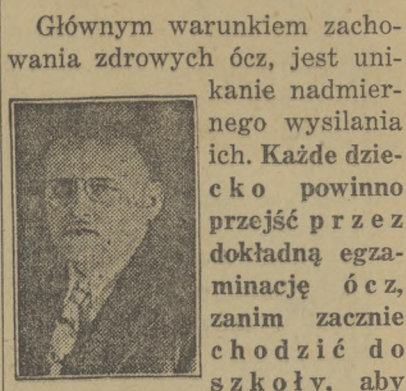 Głównym warunkiem zacho-
wania zdrowych ócz, jest uni-
kanie nadmier-
nego wysilania
ich. Każde dzie-
cko powinno
przejść przez
dokładną egza-
minację ócz,
zanim zacznie
chodzić do
szkoły, aby